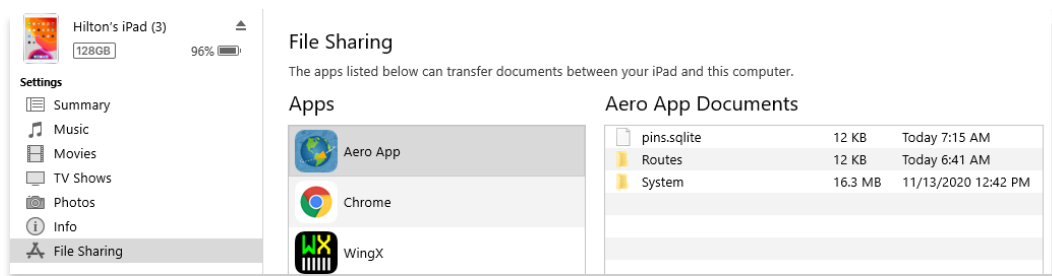 Hilton's iPad (3)
128GB 96%
Settings
Summary
Music
Movies
TV Shows
Photos
Info
File Sharing
File Sharing
The apps listed below can transfer documents between your iPad and this computer.
Apps
Aero App
Chrome
WX
WingX
Aero App Documents
pins.sqlite 12 KB Today 7:15 AM
Routes 12 KB Today 6:41 AM
System 16.3 MB 11/13/2020 12:42 PM